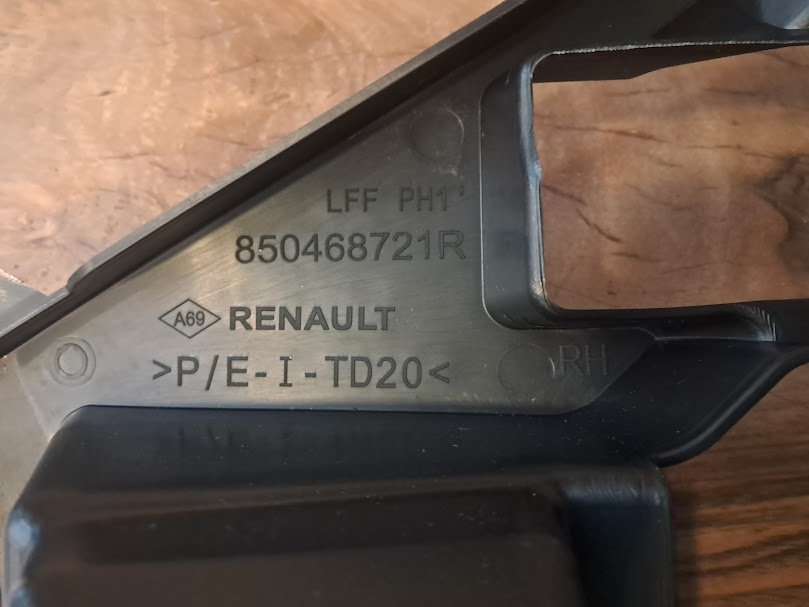 LFF PH1
850468721R
A69 RENAULT
>P/E-I-TD20<
RH